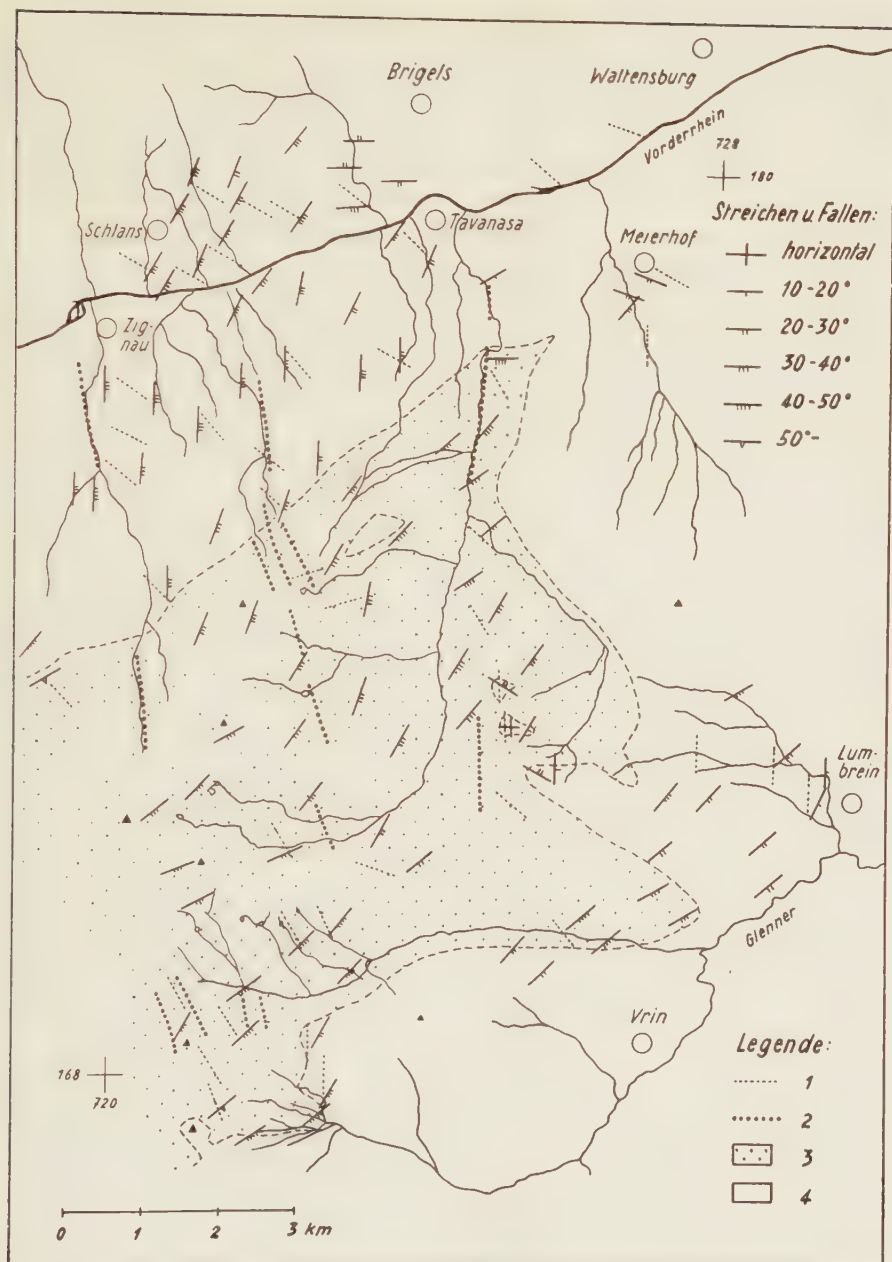 Brigels
Waltensburg
Vorderrhein
728
180
Schlans
Tavanasa
Meierhof
Streichen u. Fallen:
horizontal
10-20°
20-30°
30-40°
40-50°
50°-
Zig-
nau
Lum-
brein
Glenner
Vrin
168
720
Legende:
1
2
3
4
0 1 2 3 km